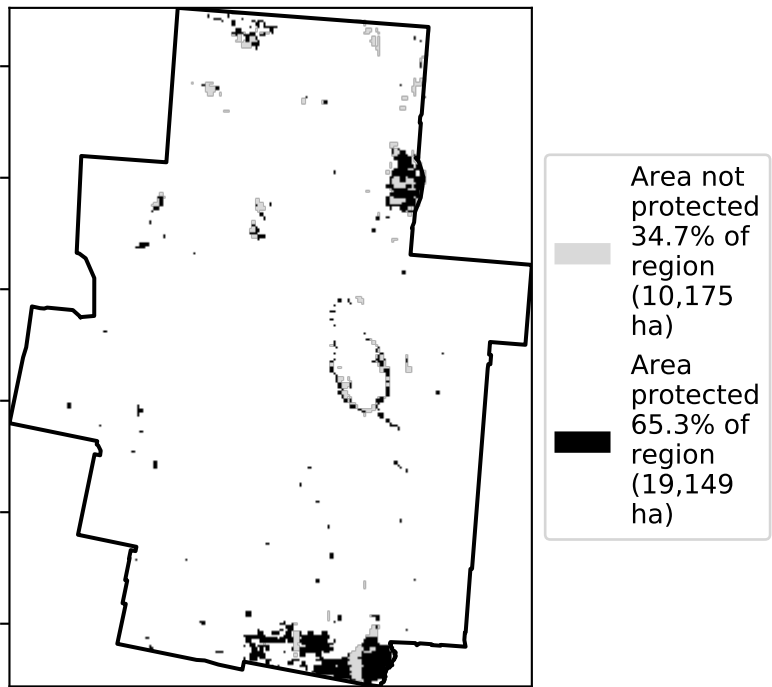 Area not
protected
34.7% of
region
(10,175
ha)
Area
protected
65.3% of
region
(19,149
ha)